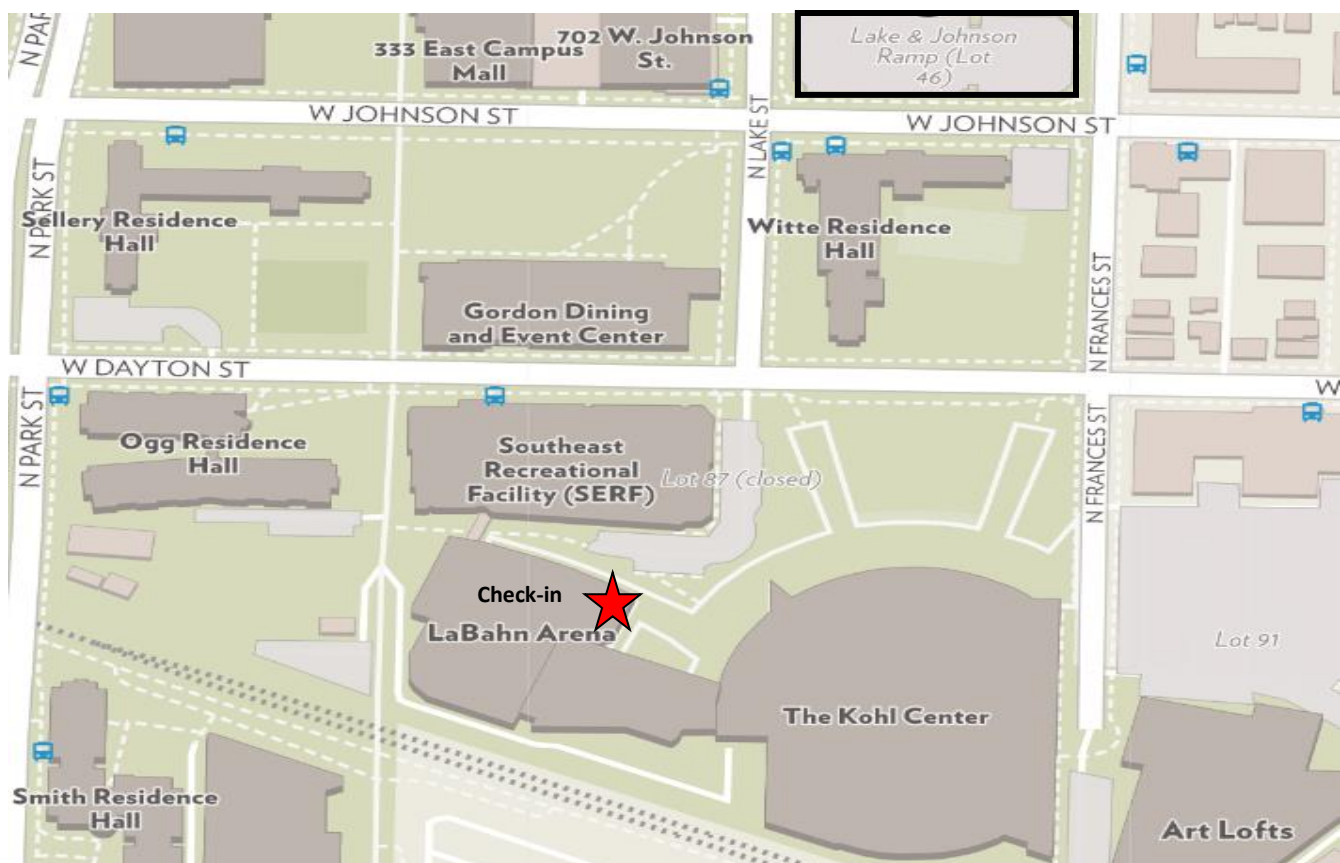 N PARK ST
333 East Campus
Mall
702 W. Johnson
St.
Lake & Johnson
Ramp (Lot
46)
W JOHNSON ST
W JOHNSON ST
N LAKE ST
N PARK ST
Sellery Residence
Hall
Witte Residence
Hall
N FRANCES ST
Gordon Dining
and Event Center
W DAYTON ST
W
N PARK ST
Ogg Residence
Hall
Southeast
Recreational
Facility (SERF)
Lot 87 (closed)
N FRANCES ST
Check-in
LaBahn Arena
Lot 91
The Kohl Center
Smith Residence
Hall
Art Lofts